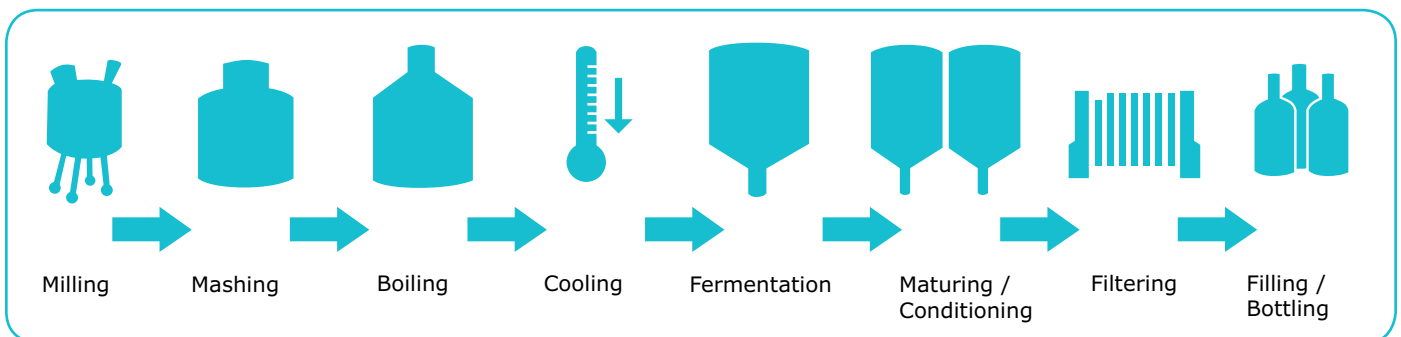 Milling
Mashing
Boiling
Cooling
Fermentation
Maturing /
Conditioning
Filtering
Filling /
Bottling